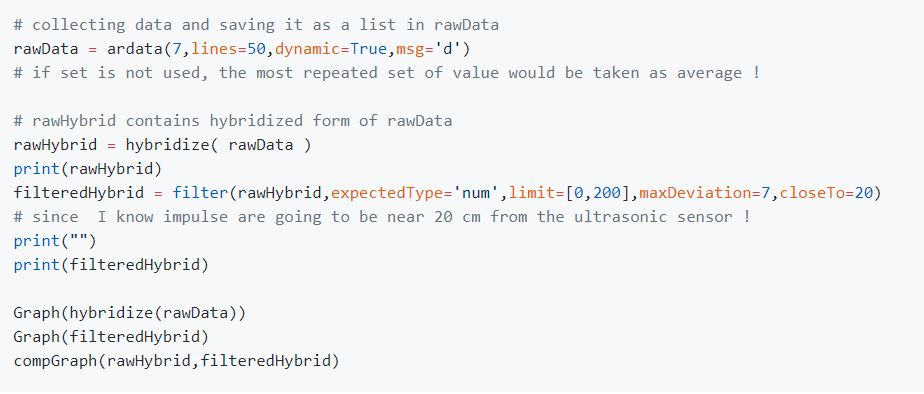 # collecting data and saving it as a list in rawData
rawData = ardata(7,lines=50,dynamic=True,msg='d')
# if set is not used, the most repeated set of value would be taken as average !

# rawHybrid contains hybridized form of rawData
rawHybrid = hybridize( rawData )
print(rawHybrid)
filteredHybrid = filter(rawHybrid,expectedType='num',limit=[0,200],maxDeviation=7,closeTo=20)
# since  I know impulse are going to be near 20 cm from the ultrasonic sensor !
print("")
print(filteredHybrid)

Graph(hybridize(rawData))
Graph(filteredHybrid)
compGraph(rawHybrid,filteredHybrid)